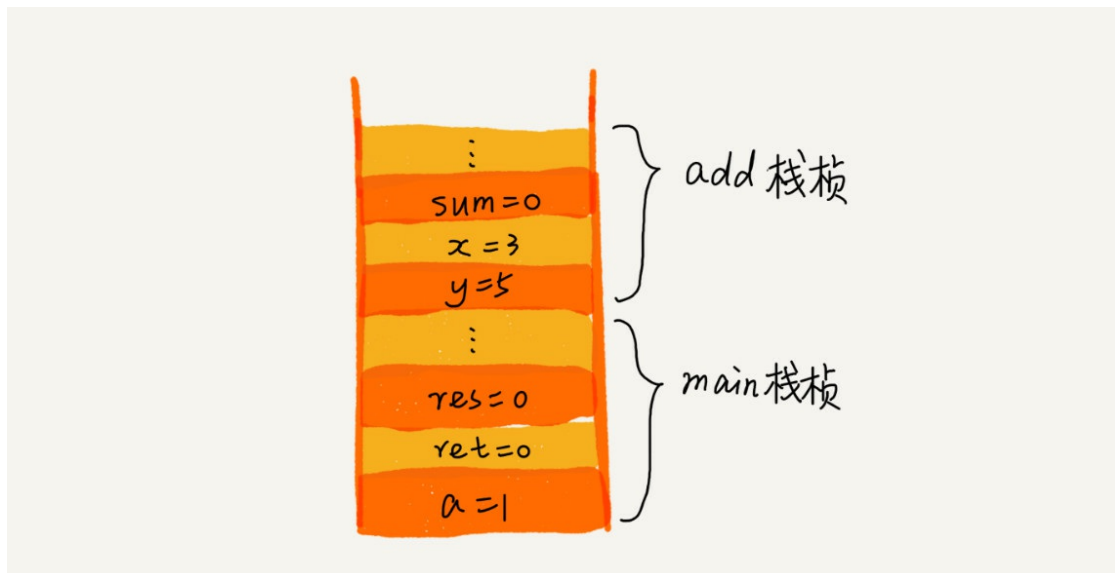 ⋮
sum=0
x=3
y=5
add 栈桢
⋮
res=0
ret=0
a=1
main栈桢